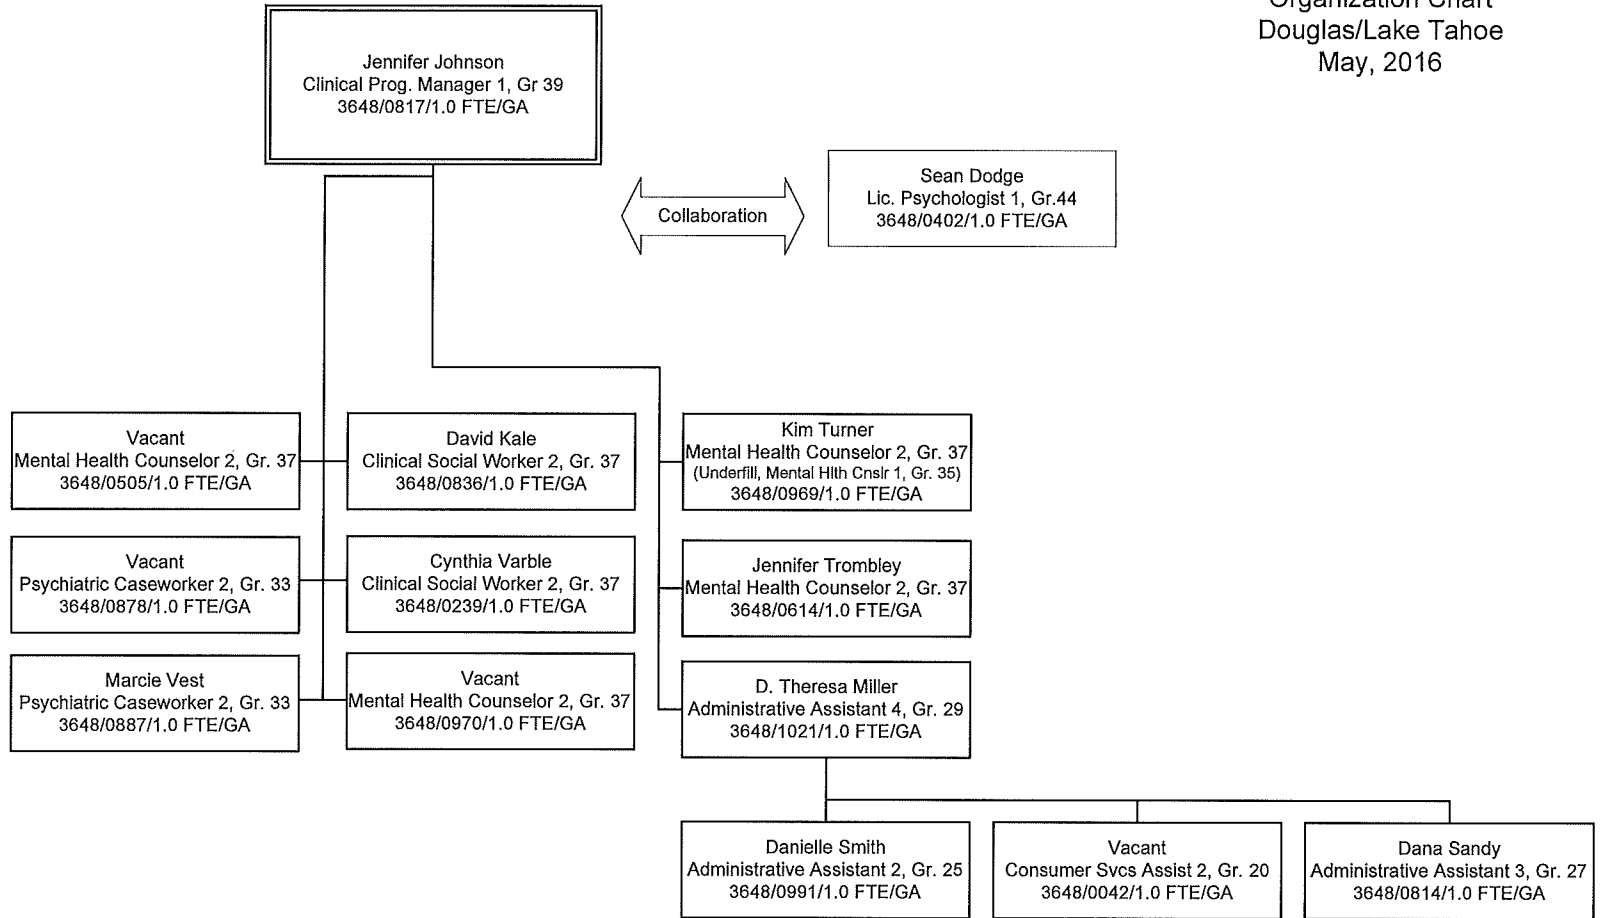 Organization Chart
Douglas/Lake Tahoe
May, 2016
Jennifer Johnson
Clinical Prog. Manager 1, Gr 39
3648/0817/1.0 FTE/GA
Collaboration
Sean Dodge
Lic. Psychologist 1, Gr.44
3648/0402/1.0 FTE/GA
Vacant
Mental Health Counselor 2, Gr. 37
3648/0505/1.0 FTE/GA
David Kale
Clinical Social Worker 2, Gr. 37
3648/0836/1.0 FTE/GA
Kim Turner
Mental Health Counselor 2, Gr. 37
(Underfill, Mental Hlth Cnslr 1, Gr. 35)
3648/0969/1.0 FTE/GA
Vacant
Psychiatric Caseworker 2, Gr. 33
3648/0878/1.0 FTE/GA
Cynthia Varble
Clinical Social Worker 2, Gr. 37
3648/0239/1.0 FTE/GA
Jennifer Trombley
Mental Health Counselor 2, Gr. 37
3648/0614/1.0 FTE/GA
Marcie Vest
Psychiatric Caseworker 2, Gr. 33
3648/0887/1.0 FTE/GA
Vacant
Mental Health Counselor 2, Gr. 37
3648/0970/1.0 FTE/GA
D. Theresa Miller
Administrative Assistant 4, Gr. 29
3648/1021/1.0 FTE/GA
Danielle Smith
Administrative Assistant 2, Gr. 25
3648/0991/1.0 FTE/GA
Vacant
Consumer Svcs Assist 2, Gr. 20
3648/0042/1.0 FTE/GA
Dana Sandy
Administrative Assistant 3, Gr. 27
3648/0814/1.0 FTE/GA